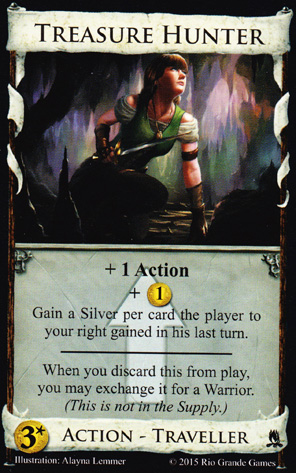 TREASURE HUNTER
+ 1 Action
+ 1
Gain a Silver per card the player to
your right gained in his last turn.
When you discard this from play,
you may exchange it for a Warrior.
(This is not in the Supply.)
3* ACTION - TRAVELLER
Illustration: Alayna Lemmer © 2015 Rio Grande Games